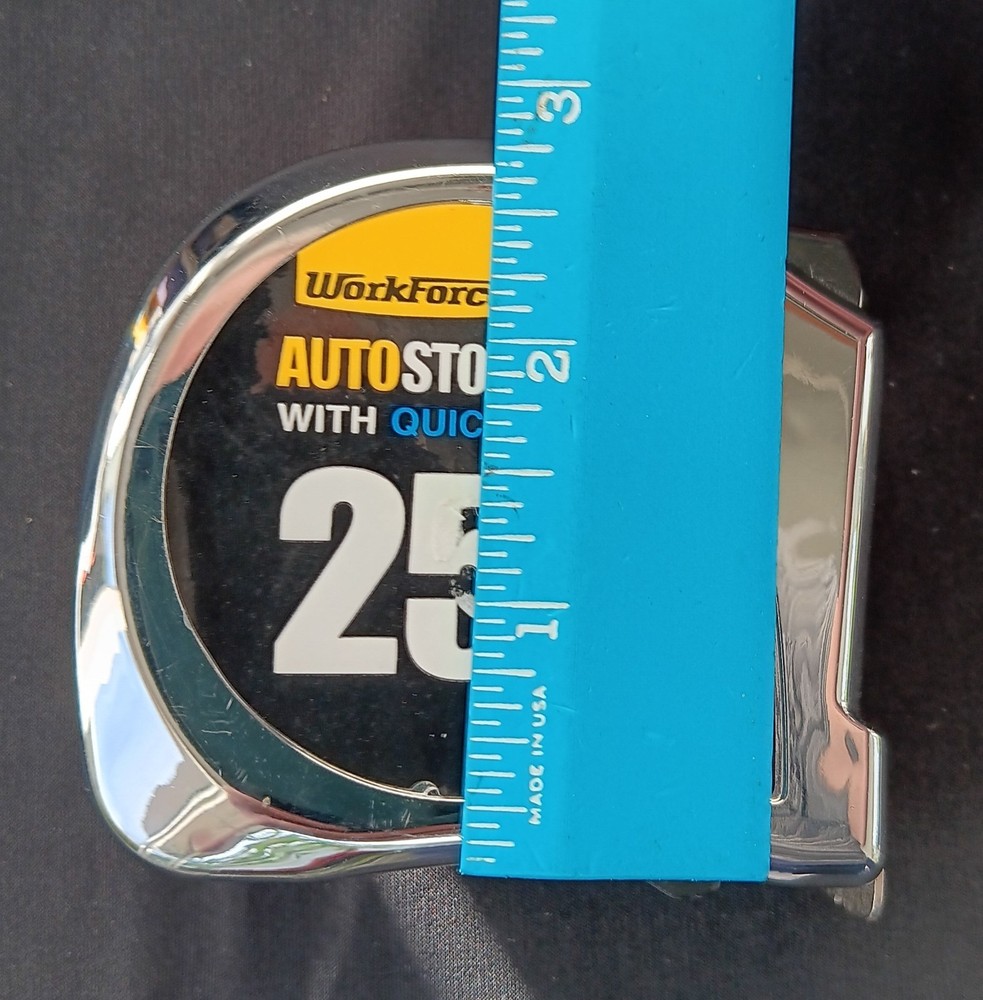 WORKFORC
AUTOSTO
WITH QUIC
25
3
2
1
MADE IN USA